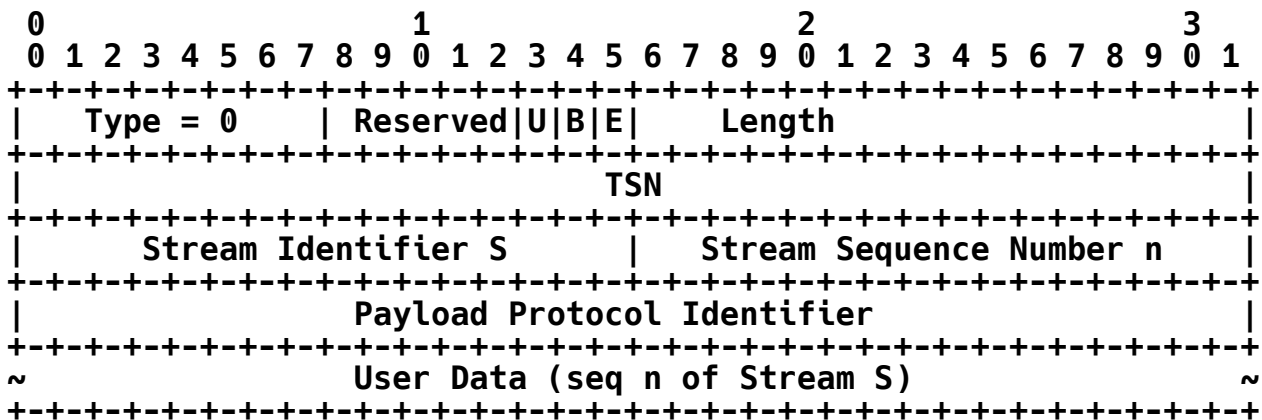 0                   1                   2                   3
 0 1 2 3 4 5 6 7 8 9 0 1 2 3 4 5 6 7 8 9 0 1 2 3 4 5 6 7 8 9 0 1
+-+-+-+-+-+-+-+-+-+-+-+-+-+-+-+-+-+-+-+-+-+-+-+-+-+-+-+-+-+-+-+-+
|   Type = 0    | Reserved|U|B|E|    Length                     |
+-+-+-+-+-+-+-+-+-+-+-+-+-+-+-+-+-+-+-+-+-+-+-+-+-+-+-+-+-+-+-+-+
|                              TSN                              |
+-+-+-+-+-+-+-+-+-+-+-+-+-+-+-+-+-+-+-+-+-+-+-+-+-+-+-+-+-+-+-+-+
|      Stream Identifier S      |   Stream Sequence Number n    |
+-+-+-+-+-+-+-+-+-+-+-+-+-+-+-+-+-+-+-+-+-+-+-+-+-+-+-+-+-+-+-+-+
|                 Payload Protocol Identifier                   |
+-+-+-+-+-+-+-+-+-+-+-+-+-+-+-+-+-+-+-+-+-+-+-+-+-+-+-+-+-+-+-+-+
~                 User Data (seq n of Stream S)                 ~
+-+-+-+-+-+-+-+-+-+-+-+-+-+-+-+-+-+-+-+-+-+-+-+-+-+-+-+-+-+-+-+-+